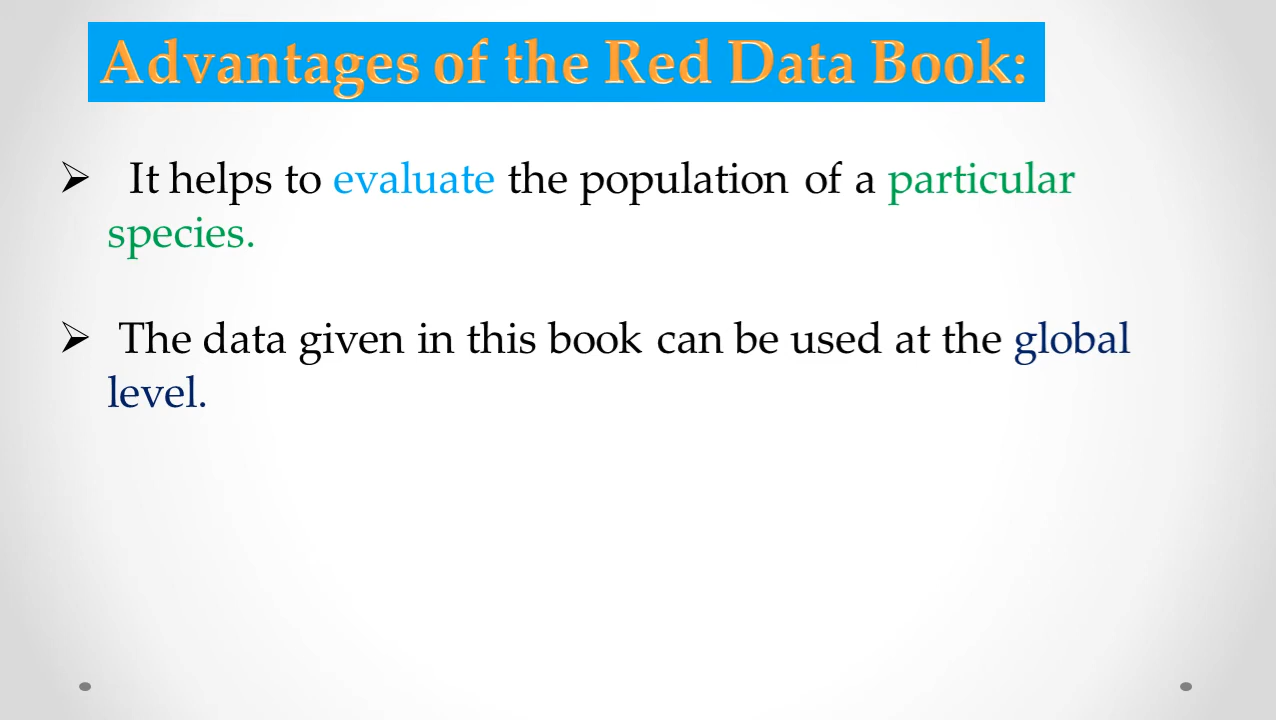 Advantages of the Red Data Book:
➢ It helps to evaluate the population of a particular
species.
➢ The data given in this book can be used at the global
level.